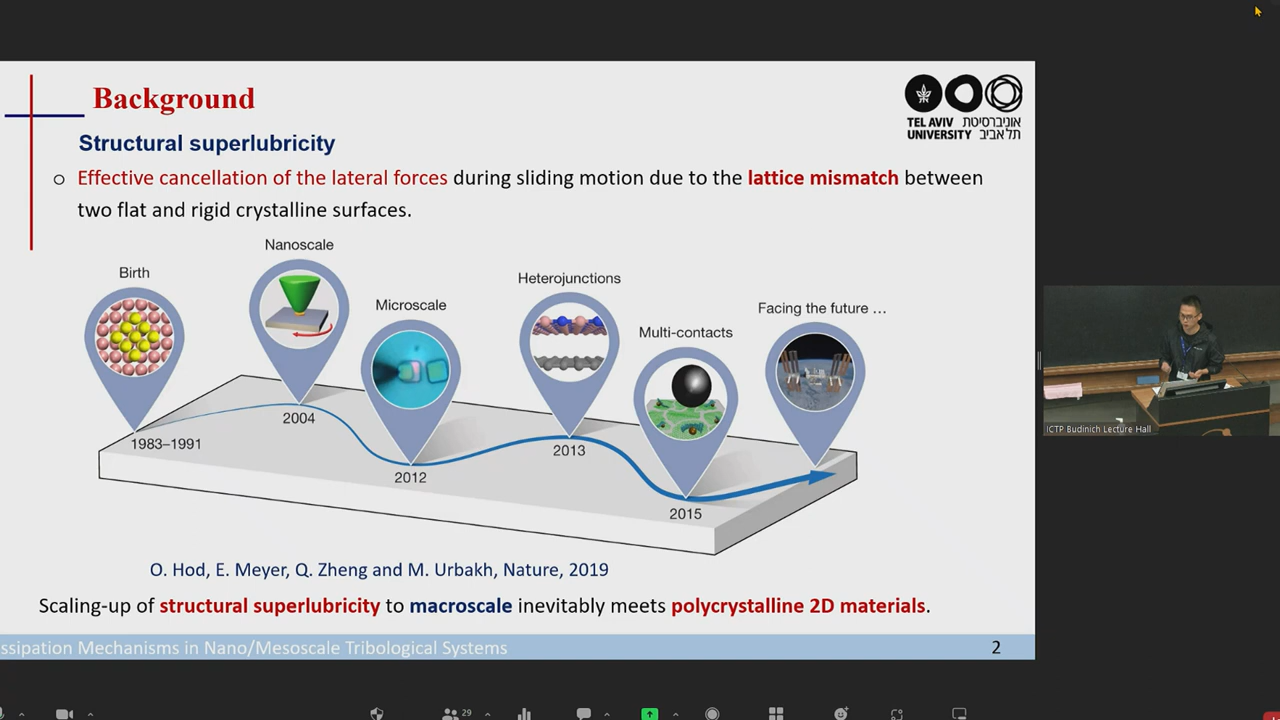 Background
TEL AVIV אוניברסיטת
UNIVERSITY תל אביב
Structural superlubricity
Effective cancellation of the lateral forces during sliding motion due to the lattice mismatch between
two flat and rigid crystalline surfaces.
Birth
Nanoscale
Microscale
Heterojunctions
Multi-contacts
Facing the future …
1983–1991
2004
2012
2013
2015
O. Hod, E. Meyer, Q. Zheng and M. Urbakh, Nature, 2019
Scaling-up of structural superlubricity to macroscale inevitably meets polycrystalline 2D materials.
ssipation Mechanisms in Nano/Mesoscale Tribological Systems
2
ICTP Budinich Lecture Hall
29